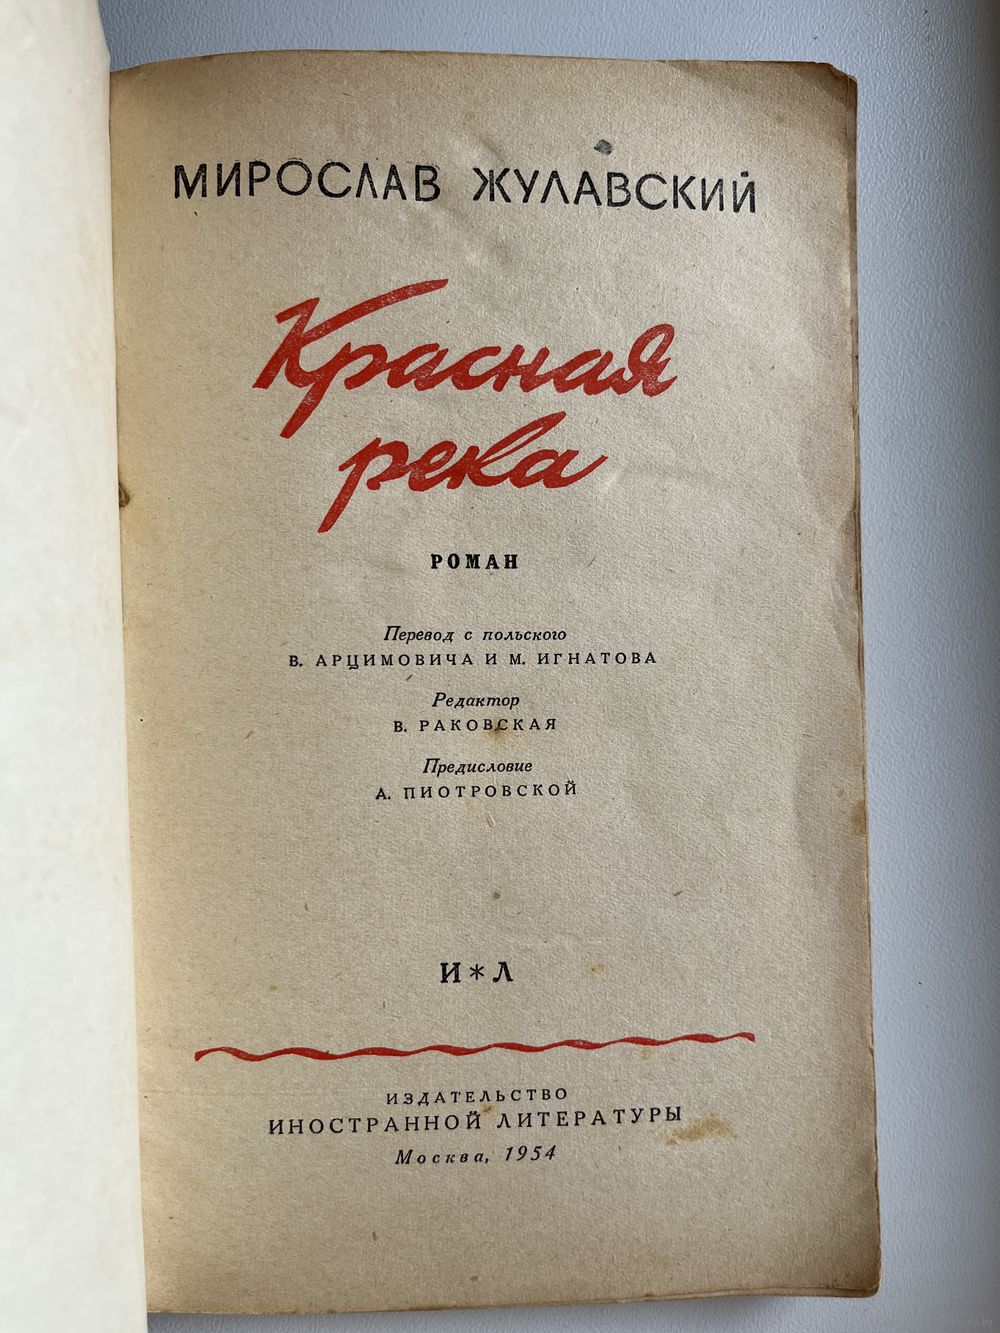 МИРОСЛАВ ЖУЛАВСКИЙ
Красная
река
РОМАН
Перевод с польского
В. АРЦИМОВИЧА И М. ИГНАТОВА
Редактор
В. РАКОВСКАЯ
Предисловие
А. ПИОТРОВСКОЙ
И*Л
ИЗДАТЕЛЬСТВО
ИНОСТРАННОЙ ЛИТЕРАТУРЫ
Москва, 1954